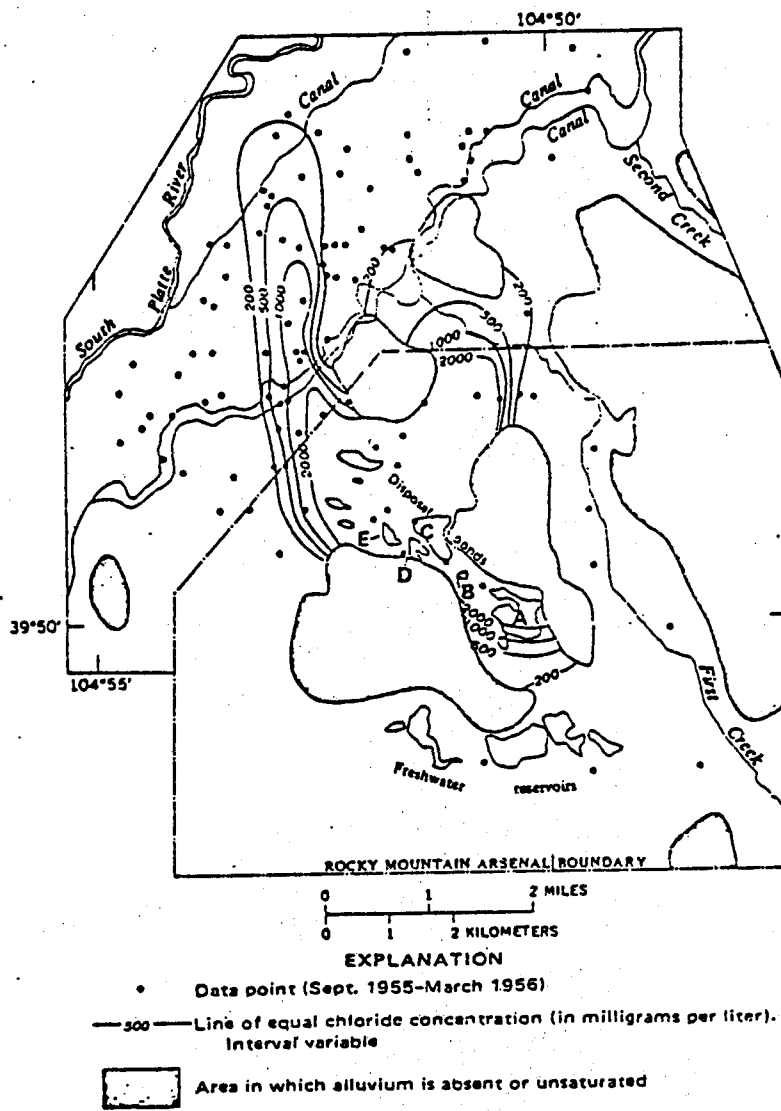 104°50'
Canal
Canal
Canal
Second
Creek
River
Platte
South
200
500
1000
200
200
500
1000
2000
2000
Disposal
ponds
E
C
D
B
A
2000
1000
500
200
39°50'
104°55'
First
Creek
Freshwater
reservoirs
ROCKY MOUNTAIN ARSENAL BOUNDARY
0 1 2 MILES
0 1 2 KILOMETERS
EXPLANATION
Data point (Sept. 1955-March 1956)
500 Line of equal chloride concentration (in milligrams per liter).
Interval variable
Area in which alluvium is absent or unsaturated